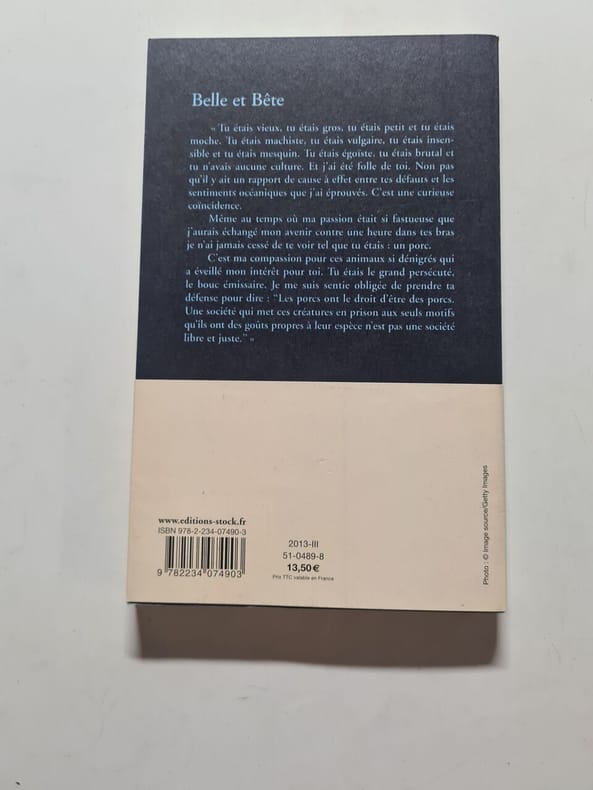 Belle et Bête
« Tu étais vieux, tu étais gros, tu étais petit et tu étais
moche. Tu étais machiste, tu étais vulgaire, tu étais insen-
sible et tu étais mesquin. Tu étais égoïste, tu étais brutal et
tu n'avais aucune culture. Et j'ai été folle de toi. Non pas
qu'il y ait un rapport de cause à effet entre tes défauts et les
sentiments océaniques que j'ai éprouvés. C'est une curieuse
coïncidence.
Même au temps où ma passion était si fastueuse que
j'aurais échangé mon avenir contre une heure dans tes bras
je n'ai jamais cessé de te voir tel que tu étais : un porc.
C'est ma compassion pour ces animaux si dénigrés qui
a éveillé mon intérêt pour toi. Tu étais le grand persécuté,
le bouc émissaire. Je me suis sentie obligée de prendre ta
défense pour dire : "Les porcs ont le droit d'être des porcs.
Une société qui met ces créatures en prison aux seuls motifs
qu'ils ont des goûts propres à leur espèce n'est pas une société
libre et juste." »
www.editions-stock.fr
ISBN 978-2-234-07490-3
9 782234 074903
2013-III
51-0489-8
13,50 €
Prix TTC valable en France
Photo : © Image source/Getty Images